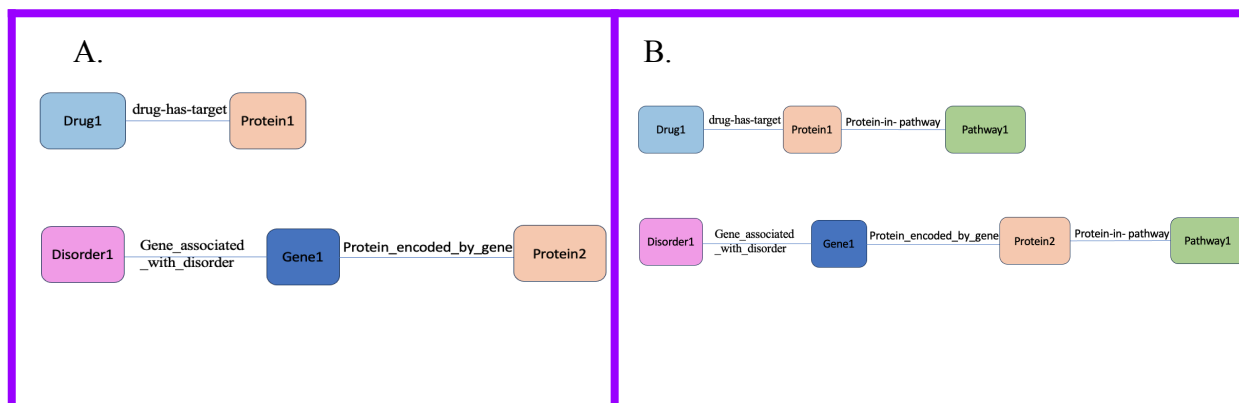 A.
drug-has-target
Drug1
Protein1
Gene_associated
_with_disorder
Protein_encoded_by_gene
Disorder1
Gene1
Protein2
B.
drug-has-target
Protein-in- pathway
Drug1
Protein1
Pathway1
Gene_associated
_with_disorder
Protein_encoded_by_gene
Protein-in- pathway
Disorder1
Gene1
Protein2
Pathway1